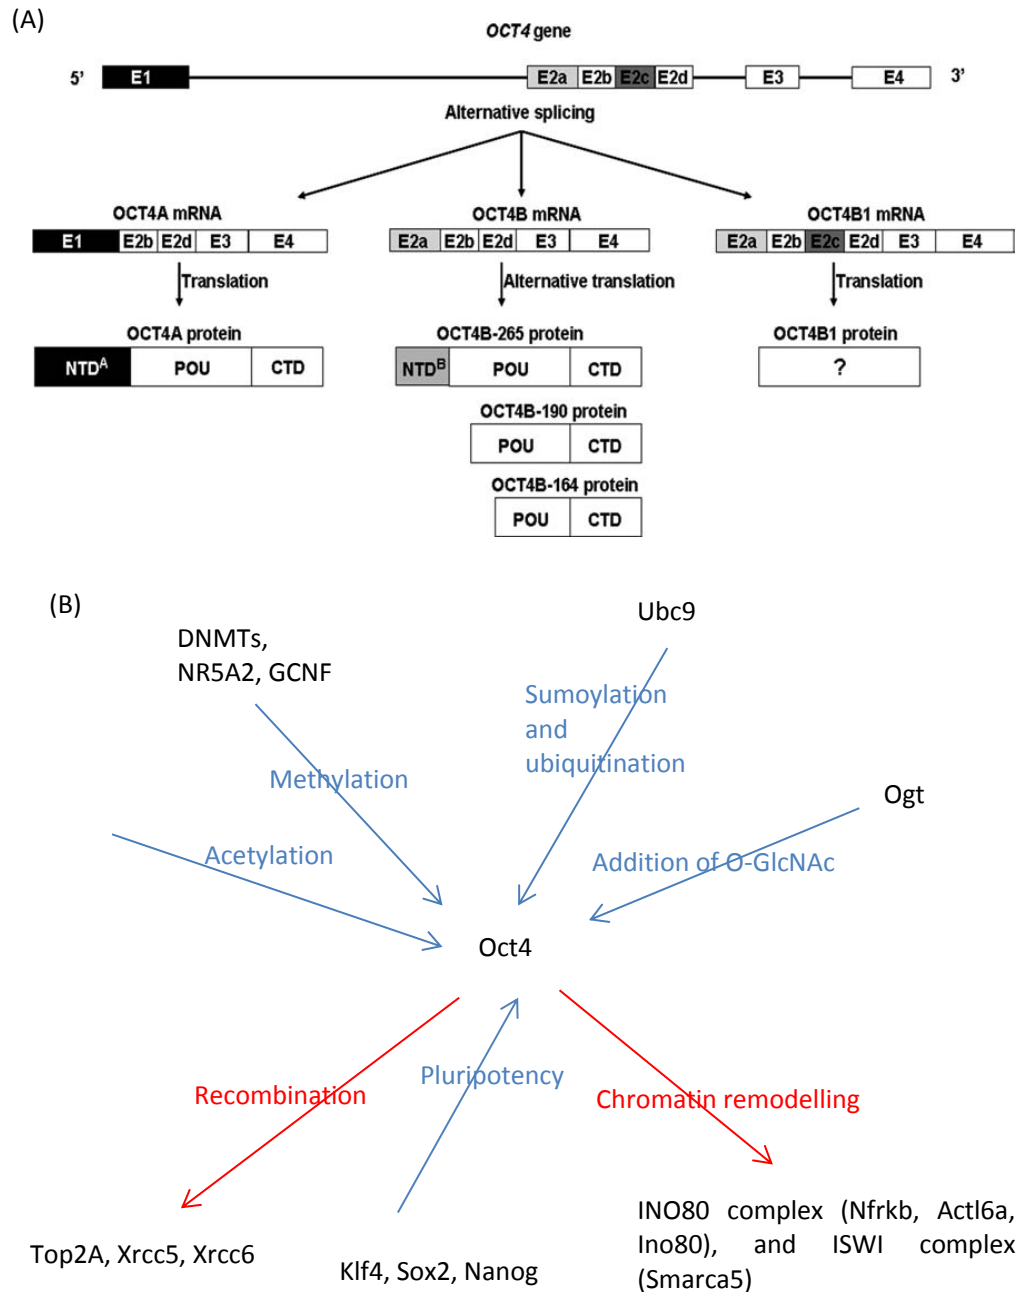 (A)
OCT4 gene
5’ E1 E2a E2b E2c E2d E3 E4 3’
Alternative splicing
OCT4A mRNA OCT4B mRNA OCT4B1 mRNA
E1 E2b E2d E3 E4 E2a E2b E2d E3 E4 E2a E2b E2c E2d E3 E4
Translation Alternative translation Translation
OCT4A protein OCT4B-265 protein OCT4B1 protein
NTDA POU CTD NTDB POU CTD ?
OCT4B-190 protein
POU CTD
OCT4B-164 protein
POU CTD
(B)
Ubc9
DNMTs,
NR5A2, GCNF
Sumoylation
and
ubiquitination
Methylation
Ogt
Acetylation
Addition of O-GlcNAc
Oct4
Pluripotency
Recombination
Chromatin remodelling
Top2A, Xrcc5, Xrcc6
Klf4, Sox2, Nanog
INO80 complex (Nfrkb, Actl6a,
Ino80), and ISWI complex
(Smarca5)